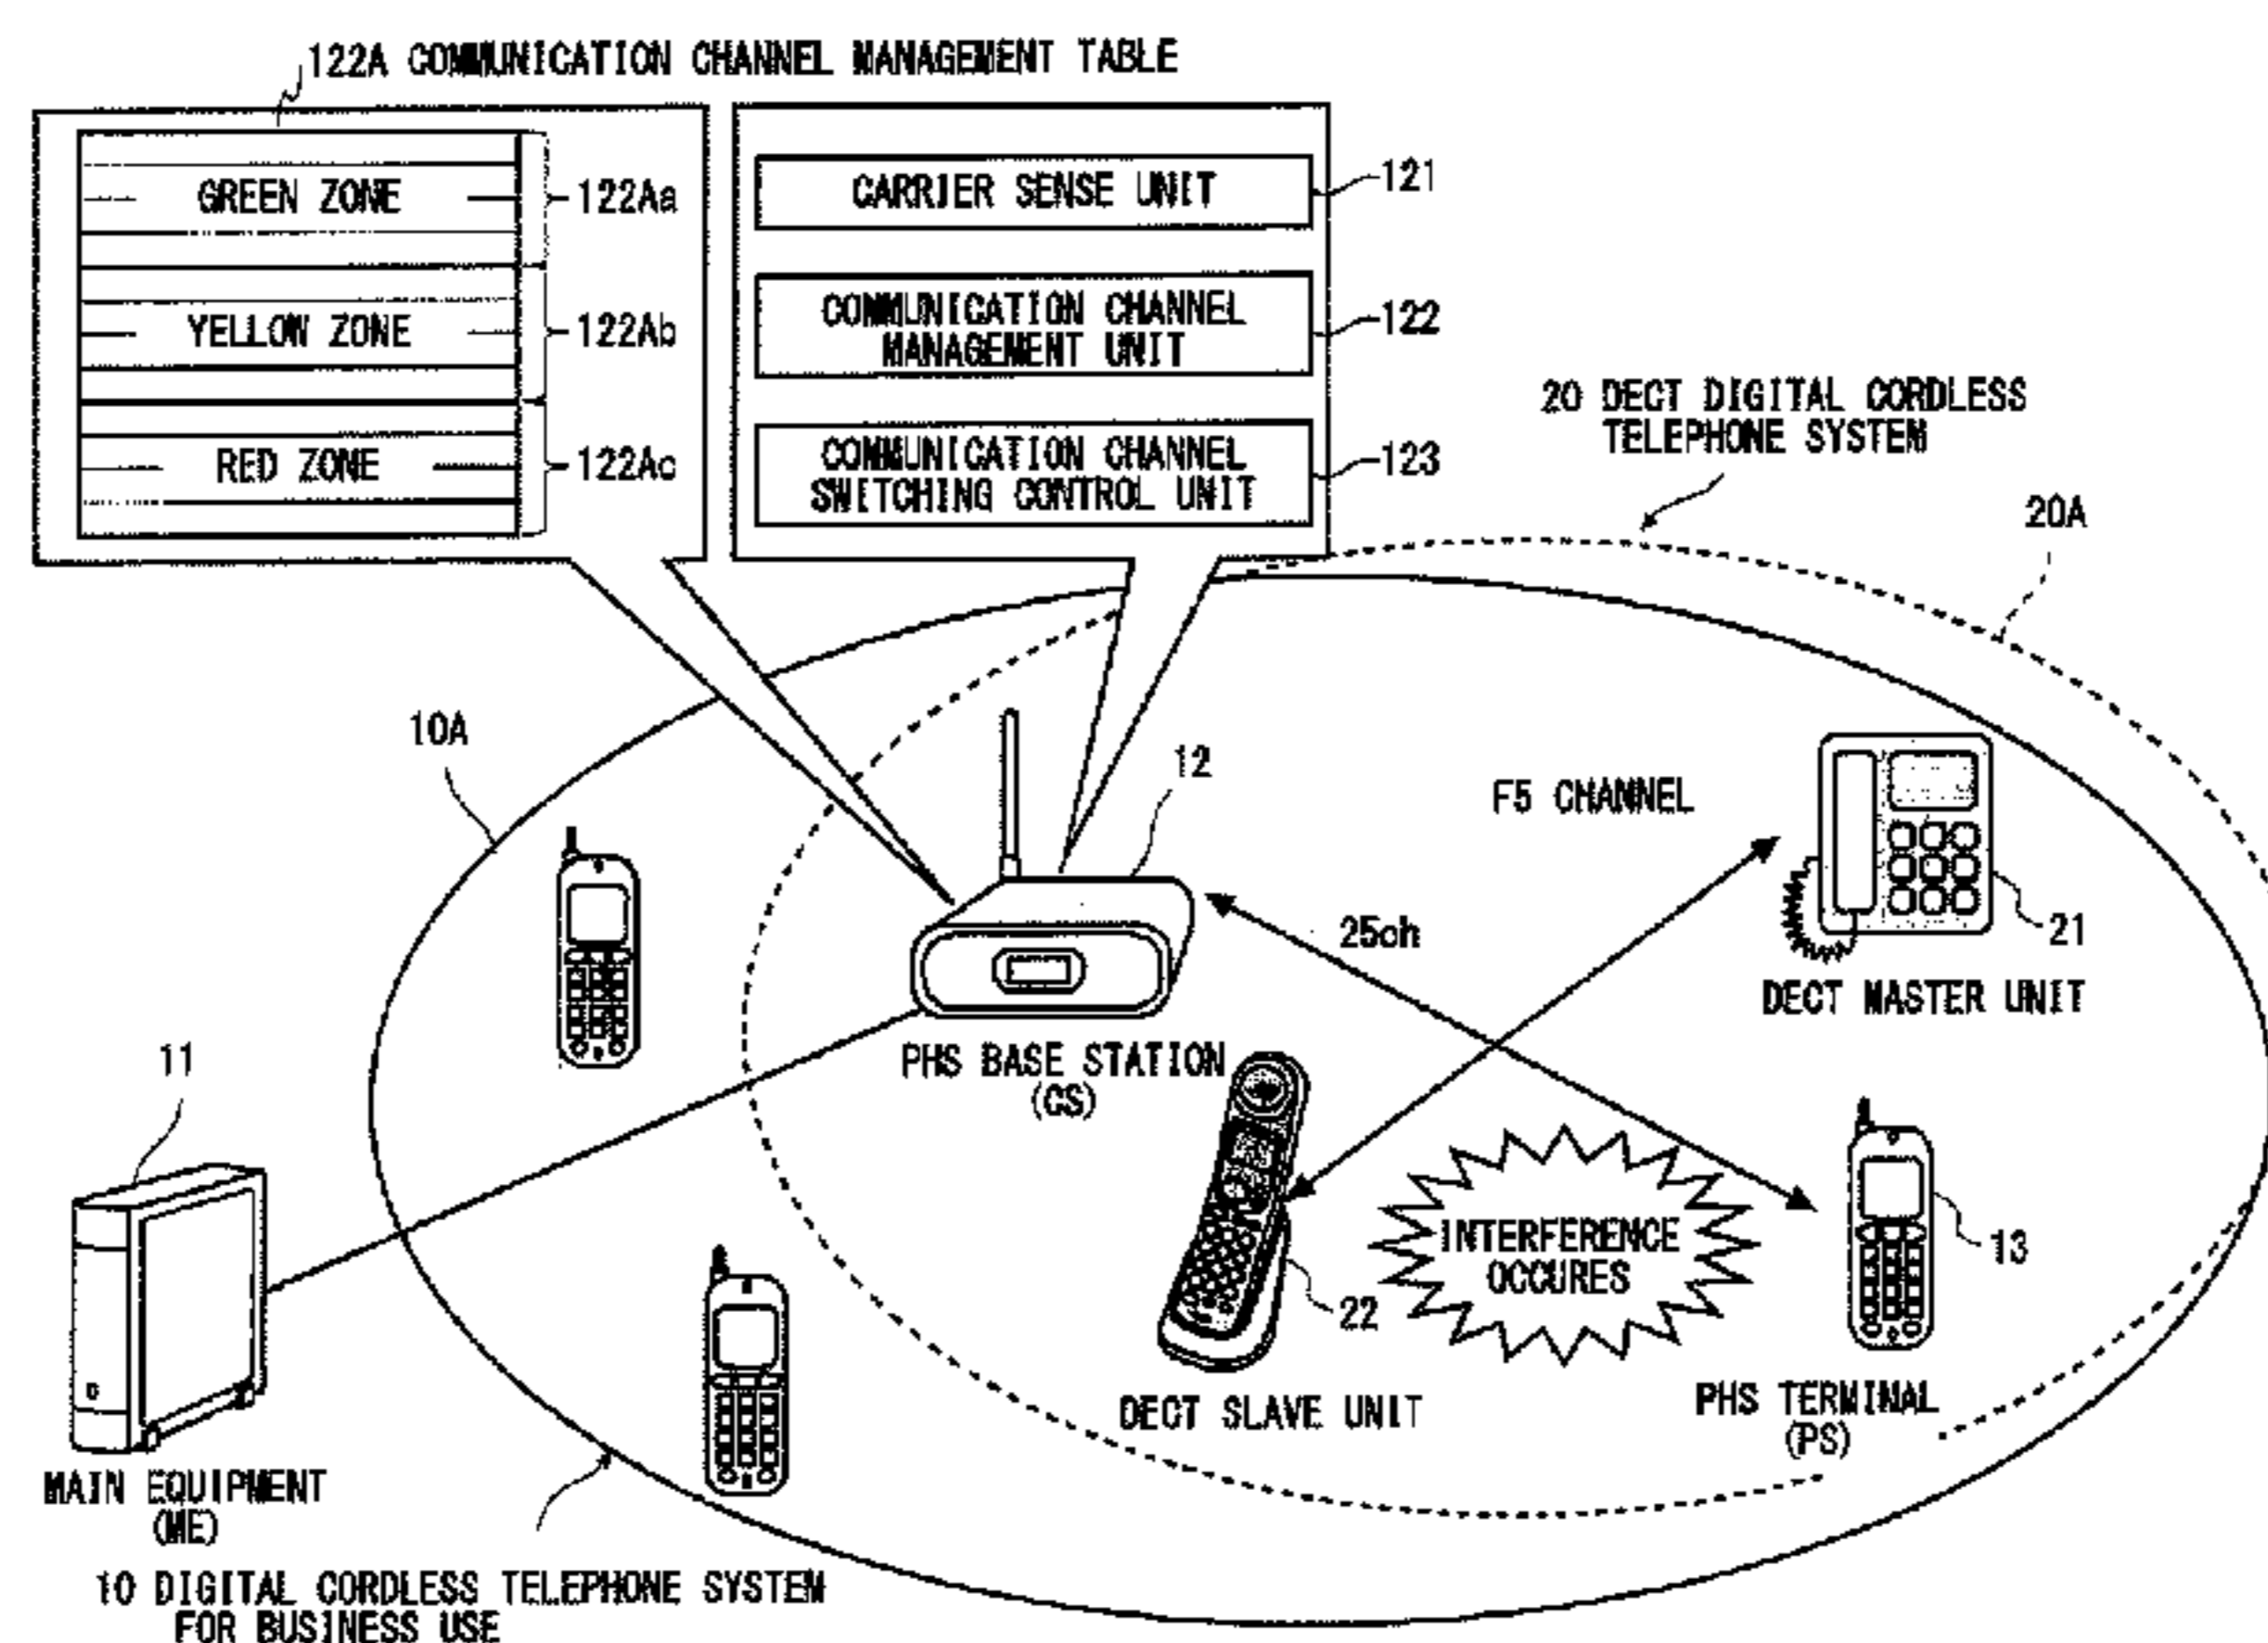 122A COMMUNICATION CHANNEL MANAGEMENT TABLE
GREEN ZONE
122Aa
YELLOW ZONE
122Ab
RED ZONE
122Ac
CARRIER SENSE UNIT
121
COMMUNICATION CHANNEL
MANAGEMENT UNIT
122
COMMUNICATION CHANNEL
SWITCHING CONTROL UNIT
123
20 DECT DIGITAL CORDLESS
TELEPHONE SYSTEM
20A
10A
12
F5 CHANNEL
25ch
21
DECT MASTER UNIT
11
PHS BASE STATION
(CS)
INTERFERENCE
OCCURES
13
22
DECT SLAVE UNIT
PHS TERMINAL
(PS)
MAIN EQUIPMENT
(ME)
10 DIGITAL CORDLESS TELEPHONE SYSTEM
FOR BUSINESS USE